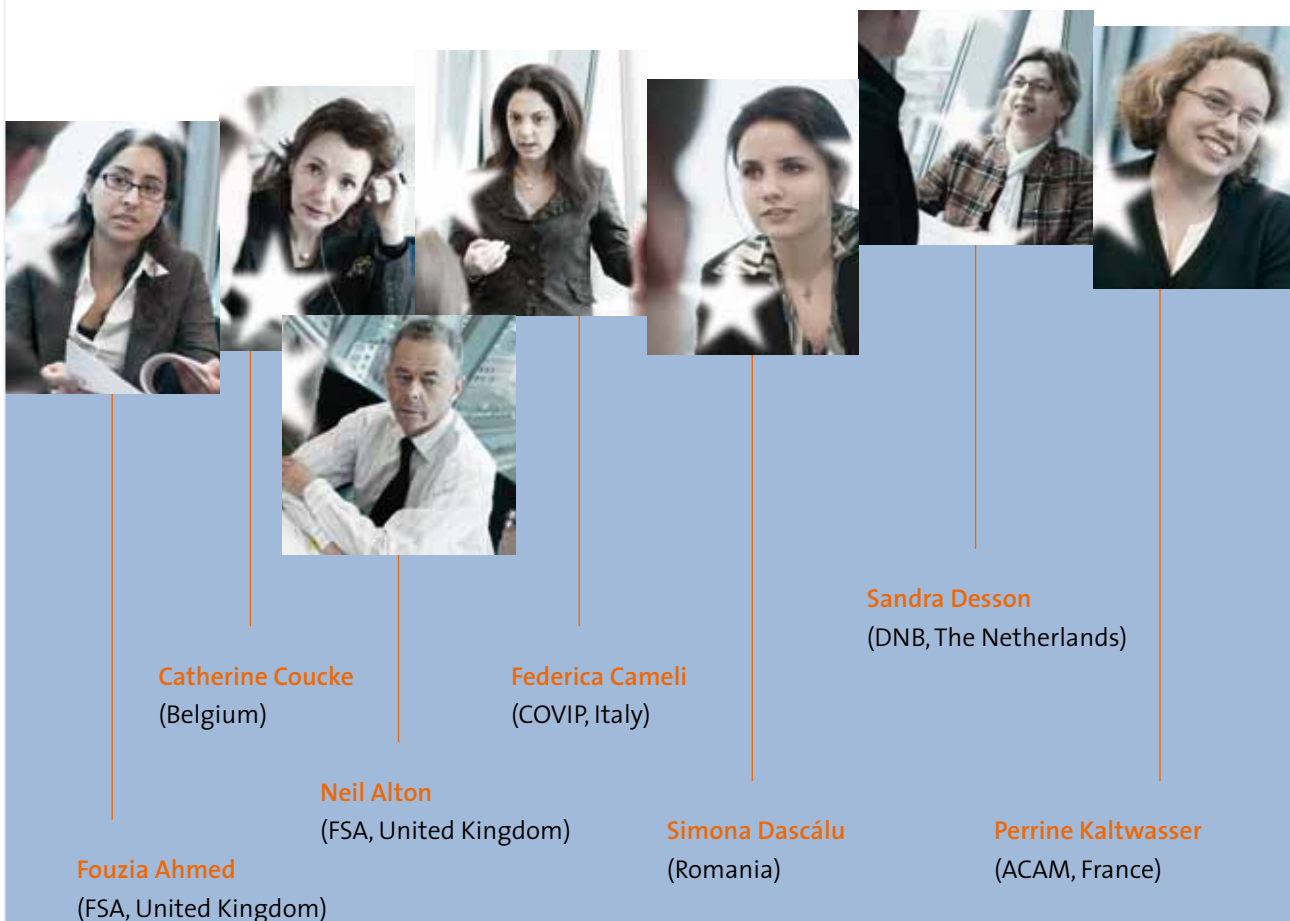 Sandra Desson
(DNB, The Netherlands)
Catherine Coucke
(Belgium)
Federica Cameli
(COVIP, Italy)
Neil Alton
(FSA, United Kingdom)
Simona Dascálu
(Romania)
Perrine Kaltwasser
(ACAM, France)
Fouzia Ahmed
(FSA, United Kingdom)